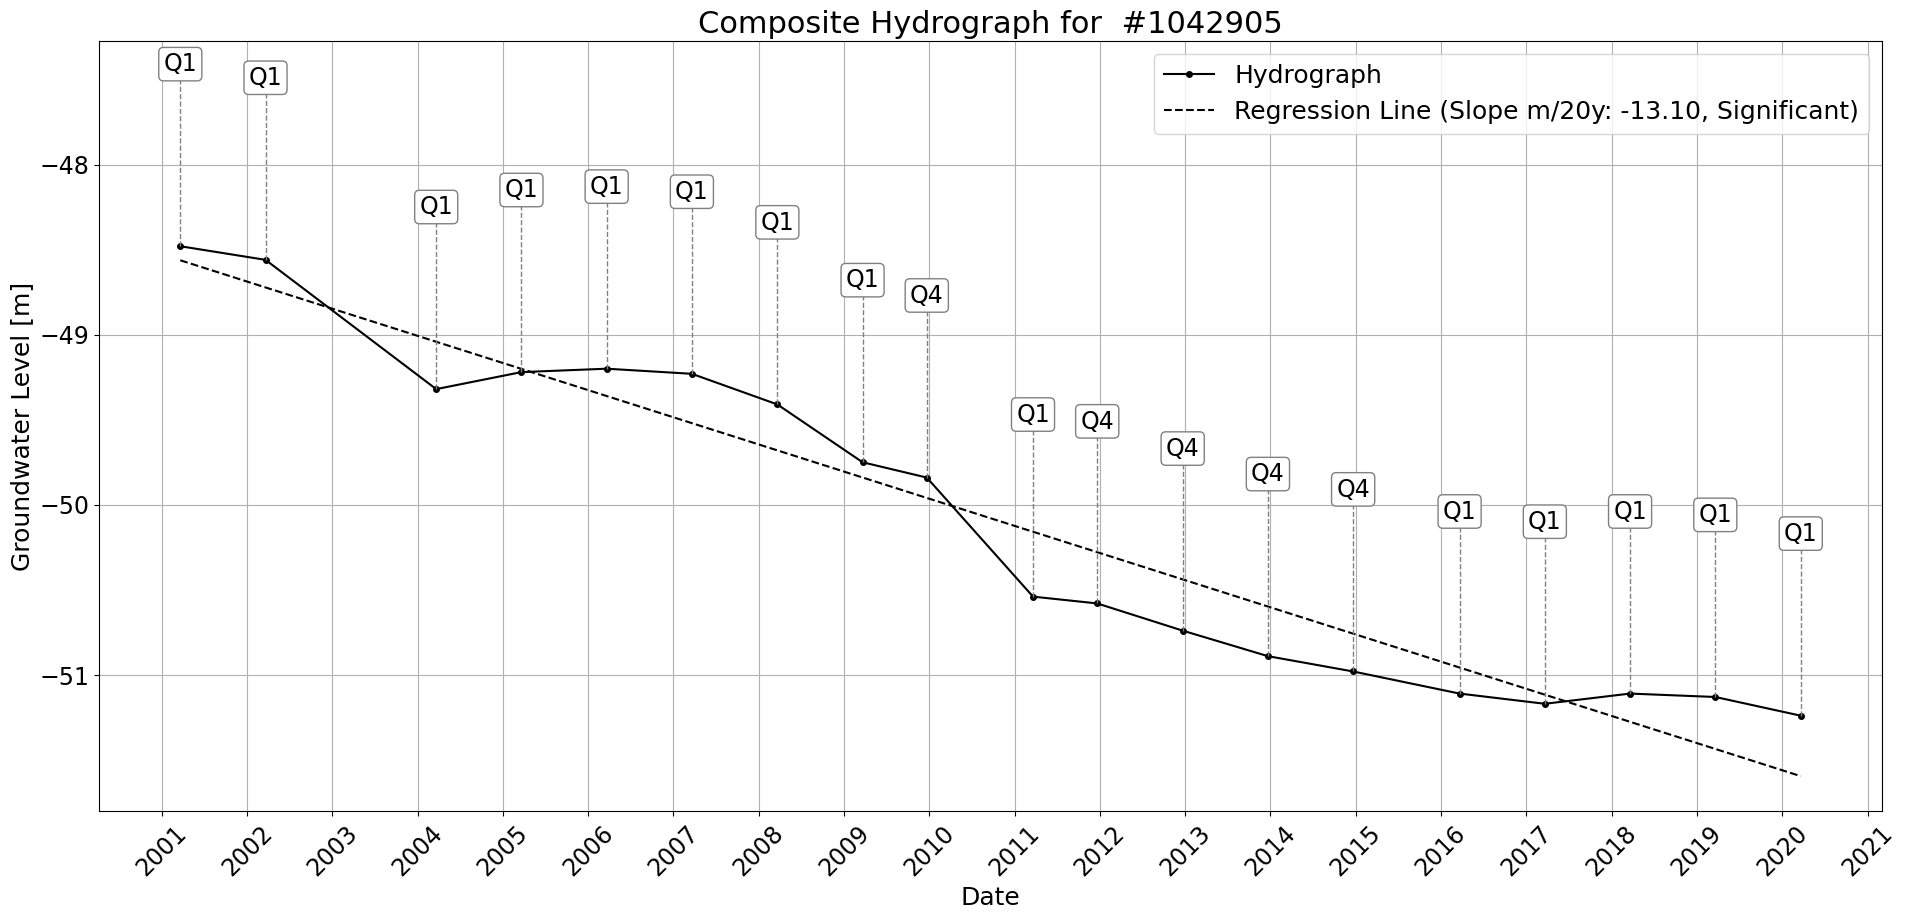 Composite Hydrograph for  #1042905
Hydrograph
Regression Line (Slope m/20y: -13.10, Significant)
Q1
Q1
Q1
Q1
Q1
Q1
Q1
Q1
Q4
Q1
Q4
Q4
Q4
Q4
Q1
Q1
Q1
Q1
Q1
−48
−49
−50
−51
Groundwater Level [m]
2001
2002
2003
2004
2005
2006
2007
2008
2009
2010
2011
2012
2013
2014
2015
2016
2017
2018
2019
2020
2021
Date